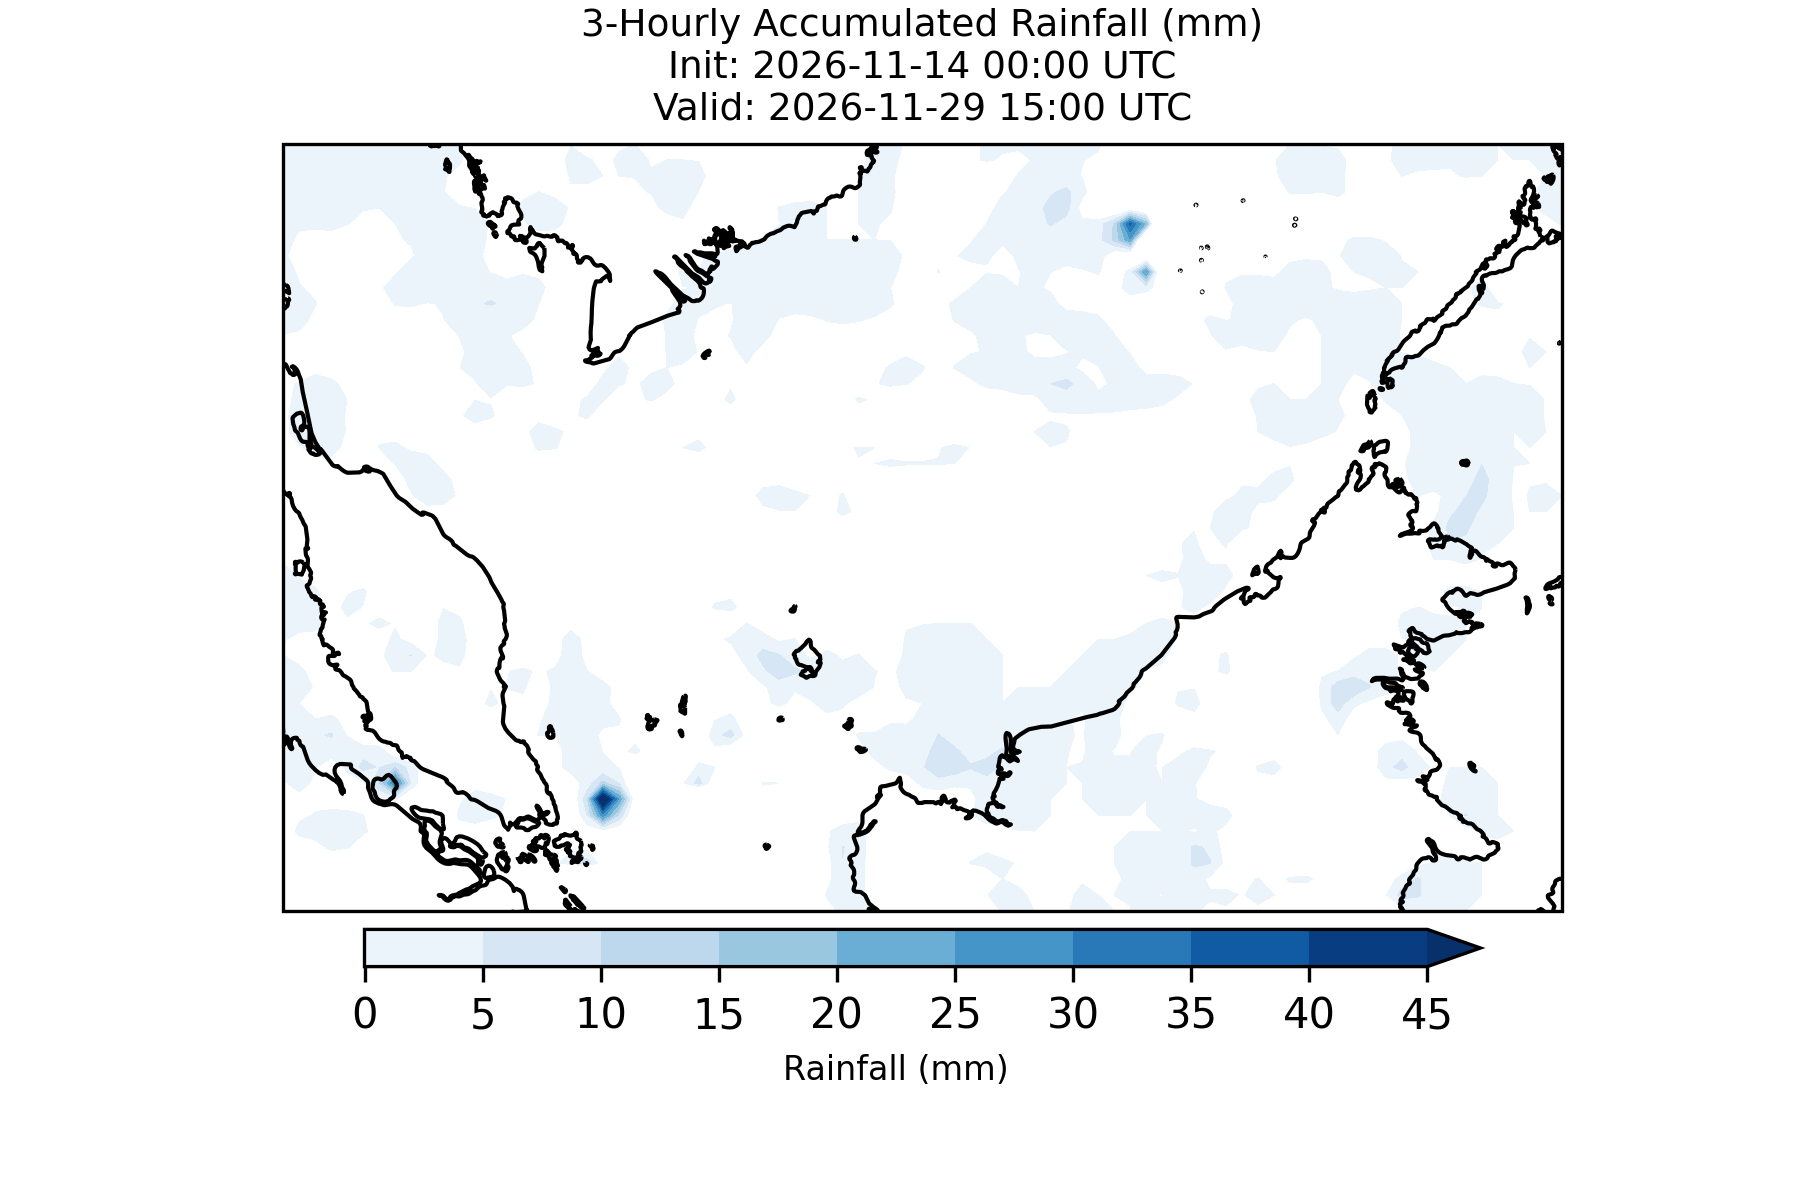 3-Hourly Accumulated Rainfall (mm)
Init: 2026-11-14 00:00 UTC
Valid: 2026-11-29 15:00 UTC
0 5 10 15 20 25 30 35 40 45
Rainfall (mm)